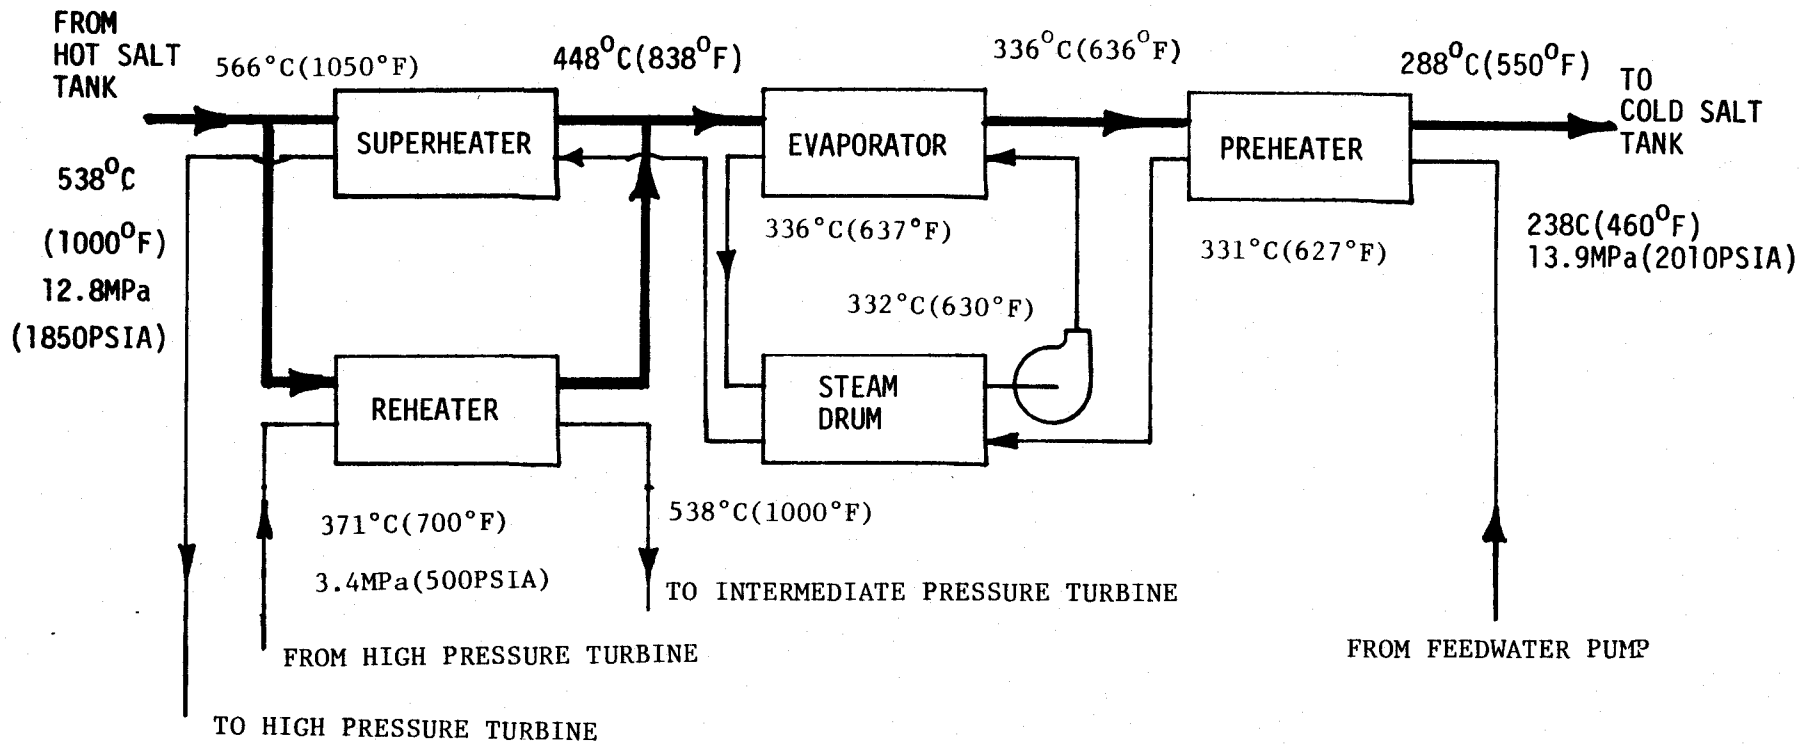 FROM
HOT SALT
TANK
566°C(1050°F)
448°C(838°F)
336°C(636°F)
288°C(550°F)
TO
COLD SALT
TANK
SUPERHEATER
EVAPORATOR
PREHEATER
538°C
(1000°F)
12.8MPa
(1850PSIA)
336°C(637°F)
331°C(627°F)
238C(460°F)
13.9MPa(2010PSIA)
332°C(630°F)
REHEATER
STEAM
DRUM
371°C(700°F)
3.4MPa(500PSIA)
538°C(1000°F)
TO INTERMEDIATE PRESSURE TURBINE
FROM HIGH PRESSURE TURBINE
FROM FEEDWATER PUMP
TO HIGH PRESSURE TURBINE